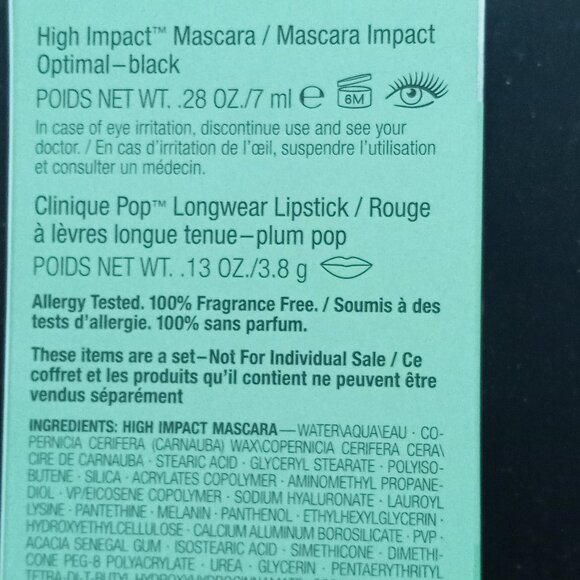 High Impact™ Mascara / Mascara Impact
Optimal–black
POIDS NET WT. .28 OZ./7 ml ℮ 6M
In case of eye irritation, discontinue use and see your
doctor. / En cas d'irritation de l'œil, suspendre l'utilisation
et consulter un médecin.
Clinique Pop™ Longwear Lipstick / Rouge
à lèvres longue tenue–plum pop
POIDS NET WT. .13 OZ./3.8 g
Allergy Tested. 100% Fragrance Free. / Soumis à des
tests d'allergie. 100% sans parfum.
These items are a set–Not For Individual Sale / Ce
coffret et les produits qu'il contient ne peuvent être
vendus séparément
INGREDIENTS: HIGH IMPACT MASCARA—WATER\AQUA\EAU · CO-
PERNICIA CERIFERA (CARNAUBA) WAX\COPERNICIA CERIFERA CERA\
CIRE DE CARNAUBA · STEARIC ACID · GLYCERYL STEARATE · POLYISO-
BUTENE · SILICA · ACRYLATES COPOLYMER · AMINOMETHYL PROPANE-
DIOL · VP/EICOSENE COPOLYMER · SODIUM HYALURONATE · LAUROYL
LYSINE · PANTETHINE · MELANIN · PANTHENOL · ETHYLHEXYLGLYCERIN ·
HYDROXYETHYLCELLULOSE · CALCIUM ALUMINUM BOROSILICATE · PVP ·
ACACIA SENEGAL GUM · ISOSTEARIC ACID · SIMETHICONE · DIMETHI-
CONE PEG-8 POLYACRYLATE · UREA · GLYCERIN · PENTAERYTHRITYL
TETRA-DI-T-BUTYL HYDROXYHYDROCINNAMATE